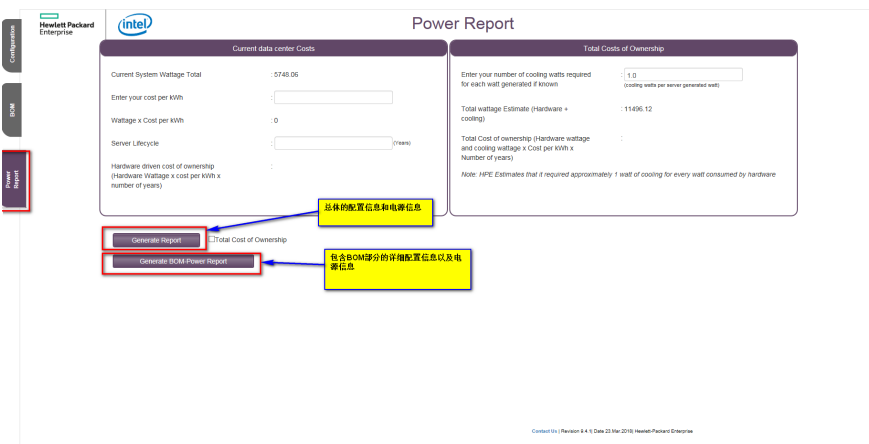 Hewlett Packard
Enterprise
(intel)
Power Report
Configuration
BOM
Power
Report
Current data center Costs
Current System Wattage Total : 5748.06
Enter your cost per kWh :
Wattage x Cost per kWh : 0
Server Lifecycle : (Years)
Hardware driven cost of ownership :
(Hardware Wattage x cost per kWh x
number of years)
Total Costs of Ownership
Enter your number of cooling watts required : 1.0
for each watt generated if known (cooling watts per server generated watt)
Total wattage Estimate (Hardware + : 11496.12
cooling)
Total Cost of ownership (Hardware wattage :
and cooling wattage x Cost per kWh x
Number of years)
Note: HPE Estimates that it required approximately 1 watt of cooling for every watt consumed by hardware
总体的配置信息和电源信息
Generate Report Total Cost of Ownership
Generate BOM-Power Report
包含BOM部分的详细配置信息以及电
源信息
Contact Us | Revision 9.4.1| Date 23.Mar.2018| Hewlett-Packard Enterprise